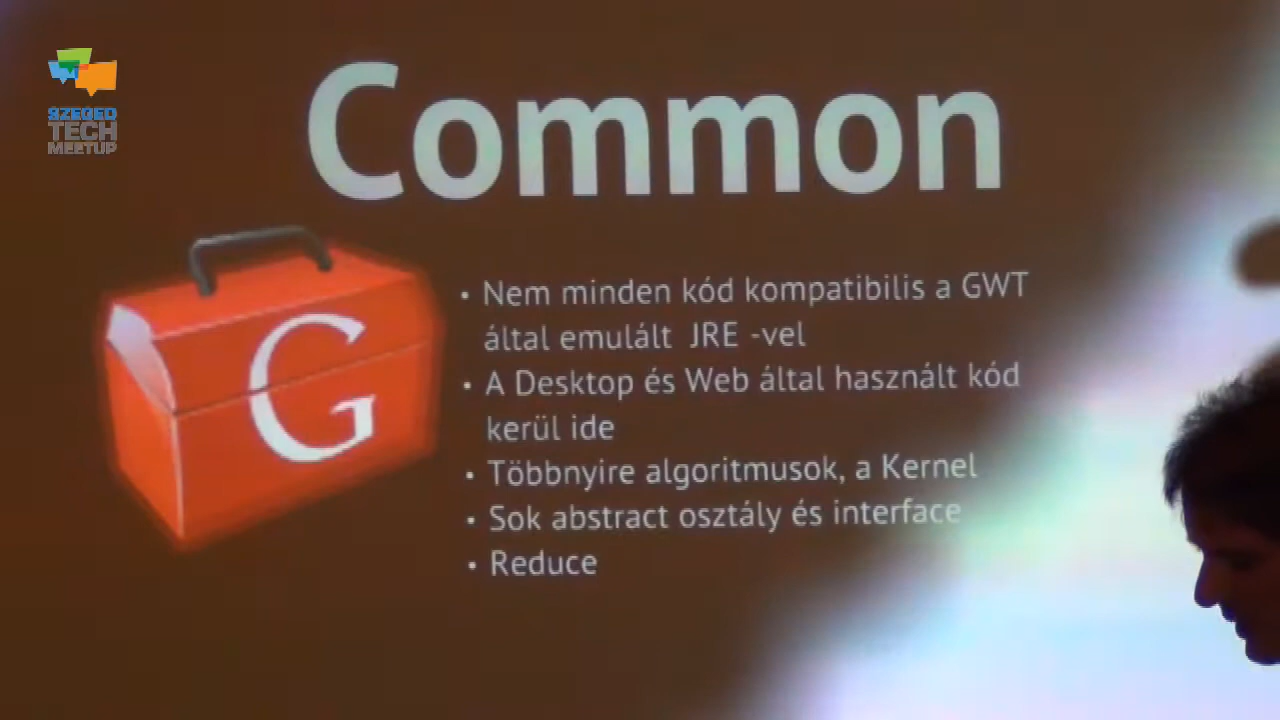 SZEGED
TECH
MEETUP
Common
G
• Nem minden kód kompatibilis a GWT
által emulált JRE -vel
• A Desktop és Web által használt kód
kerül ide
• Többnyire algoritmusok, a Kernel
• Sok abstract osztály és interface
• Reduce